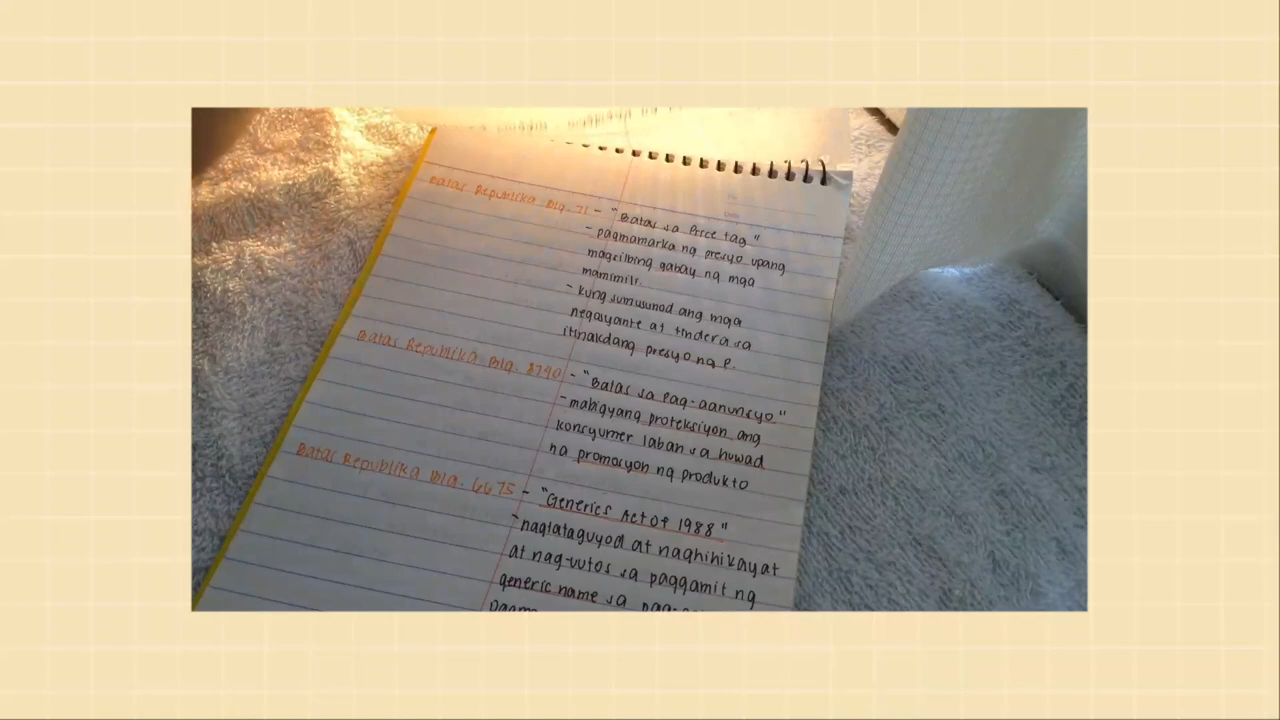 Batas Republika Blg. 71 - "Batas sa Price tag"
- pagmamarka ng presyo upang
magsilbing gabay ng mga
mamimili.
- kung sumusunod ang mga
negosyante at tindera sa
itinakdang presyo ng P.
Batas Republika Blg. 3740 - "Batas sa Pag-aanunsyo"
- mabigyang proteksiyon ang
konsyumer laban sa huwad
na promosyon ng produkto
Batas Republika Blg. 6675 - "Generics Act of 1988"
- nagtataguyod at naghihikayat
at nag-uutos sa paggamit ng
generic name sa